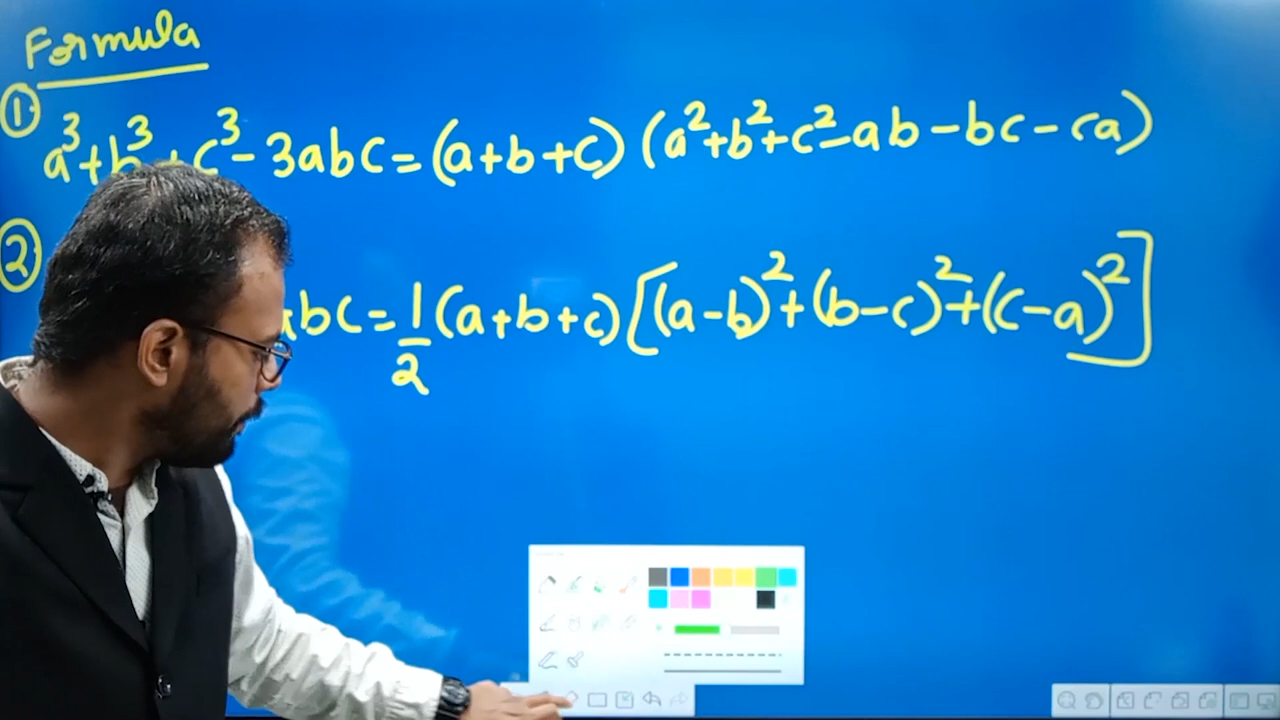 Formula
① a³+b³+c³-3abc=(a+b+c) (a²+b²+c²-ab-bc-ca)
② abc=1/2(a+b+c)[(a-b)²+(b-c)²+(c-a)²]